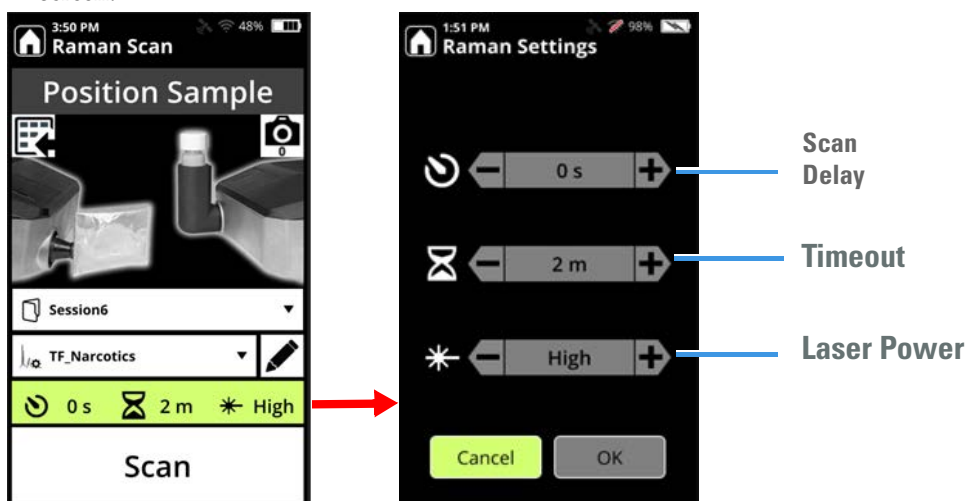 3:50 PM 48%
Raman Scan
Position Sample
0
Session6
TF_Narcotics
0 s 2 m High
Scan
1:51 PM 98%
Raman Settings
0 s
2 m
High
Cancel OK
Scan
Delay
Timeout
Laser Power